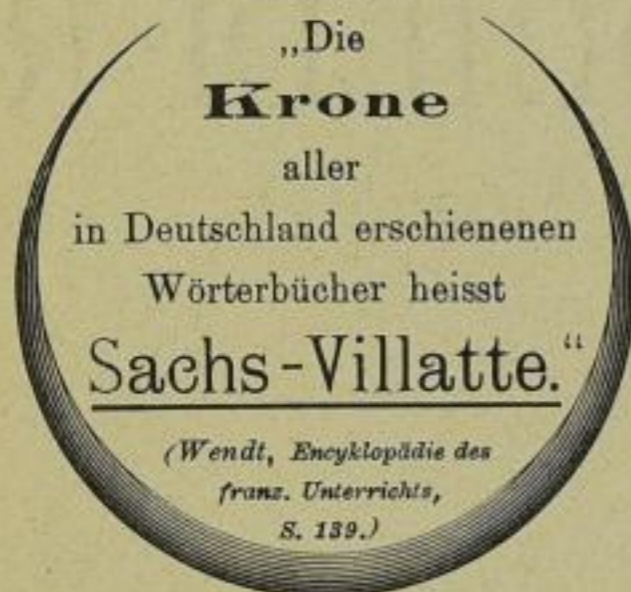 „Die
Krone
aller
in Deutschland erschienenen
Wörterbücher heisst
Sachs-Villatte.“
(Wendt, Encyklopädie des
franz. Unterrichts,
S. 139.)